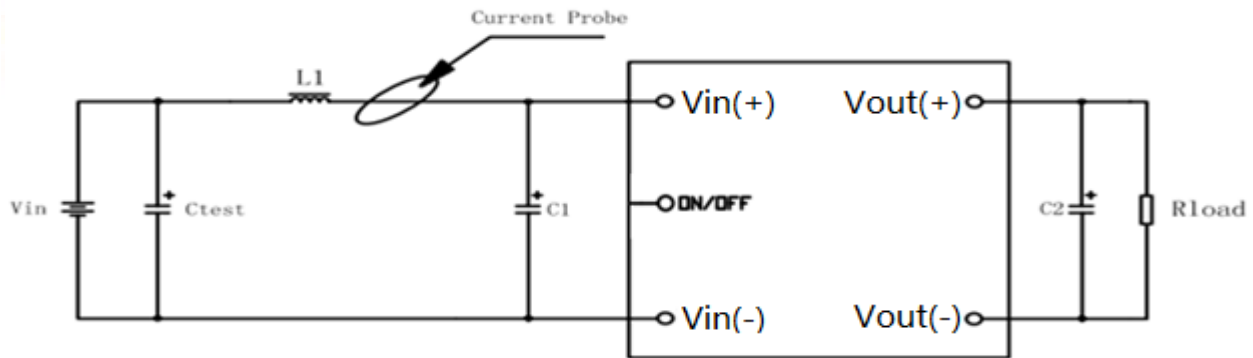 Current Probe
L1
Vin(+) Vout(+)
Vin Ctest C1 ON/OFF C2 Rload
Vin(-) Vout(-)